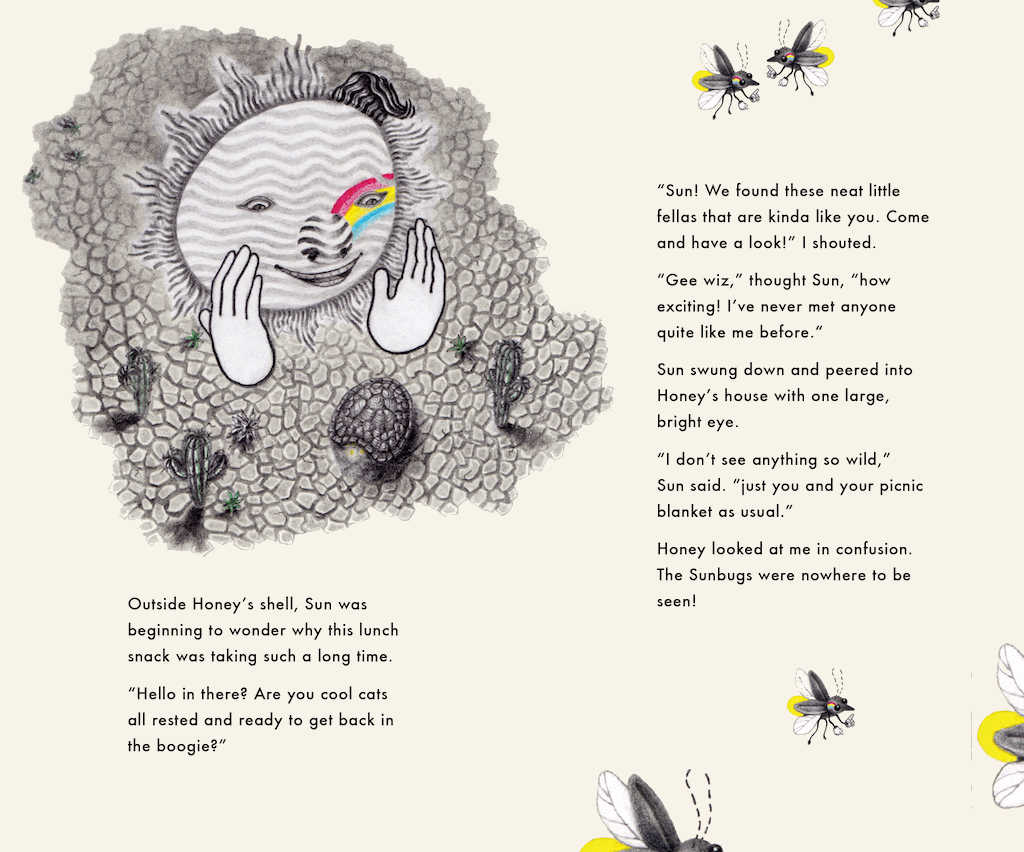 Outside Honey's shell, Sun was
beginning to wonder why this lunch
snack was taking such a long time.
"Hello in there? Are you cool cats
all rested and ready to get back in
the boogie?"
"Sun! We found these neat little
fellas that are kinda like you. Come
and have a look!" I shouted.
"Gee wiz," thought Sun, "how
exciting! I've never met anyone
quite like me before."
Sun swung down and peered into
Honey's house with one large,
bright eye.
"I don't see anything so wild,"
Sun said. "just you and your picnic
blanket as usual."
Honey looked at me in confusion.
The Sunbugs were nowhere to be
seen!